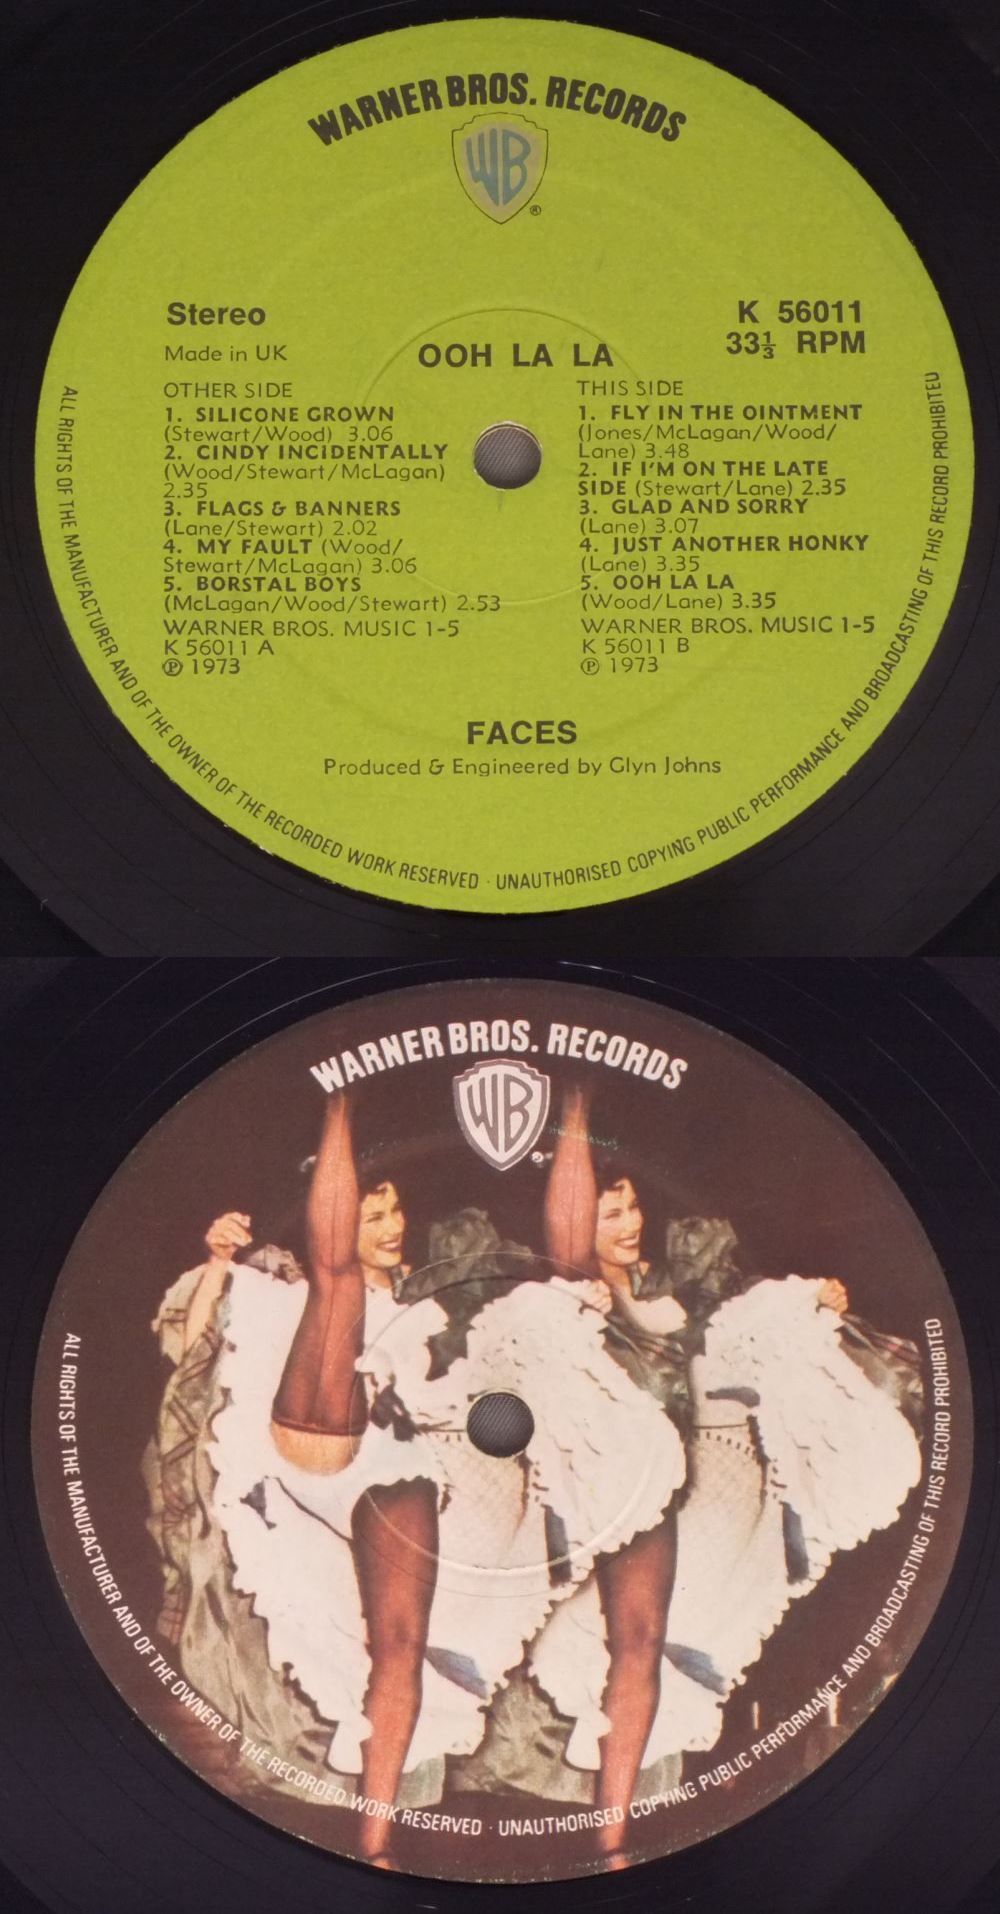 WARNER BROS. RECORDS
WB
®
Stereo
K 56011
Made in UK
OOH LA LA
33⅓ RPM
OTHER SIDE
1. SILICONE GROWN
(Stewart/Wood) 3.06
2. CINDY INCIDENTALLY
(Wood/Stewart/McLagan)
2.35
3. FLAGS & BANNERS
(Lane/Stewart) 2.02
4. MY FAULT (Wood/
Stewart/McLagan) 3.06
5. BORSTAL BOYS
(McLagan/Wood/Stewart) 2.53
WARNER BROS. MUSIC 1-5
K 56011 A
℗ 1973
THIS SIDE
1. FLY IN THE OINTMENT
(Jones/McLagan/Wood/
Lane) 3.48
2. IF I'M ON THE LATE
SIDE (Stewart/Lane) 2.35
3. GLAD AND SORRY
(Lane) 3.07
4. JUST ANOTHER HONKY
(Lane) 3.35
5. OOH LA LA
(Wood/Lane) 3.35
WARNER BROS. MUSIC 1-5
K 56011 B
℗ 1973
FACES
Produced & Engineered by Glyn Johns
ALL RIGHTS OF THE MANUFACTURER AND OF THE OWNER OF THE RECORDED WORK RESERVED · UNAUTHORISED COPYING PUBLIC PERFORMANCE AND BROADCASTING OF THIS RECORD PROHIBITED
WARNER BROS. RECORDS
WB
®
ALL RIGHTS OF THE MANUFACTURER AND OF THE OWNER OF THE RECORDED WORK RESERVED · UNAUTHORISED COPYING PUBLIC PERFORMANCE AND BROADCASTING OF THIS RECORD PROHIBITED